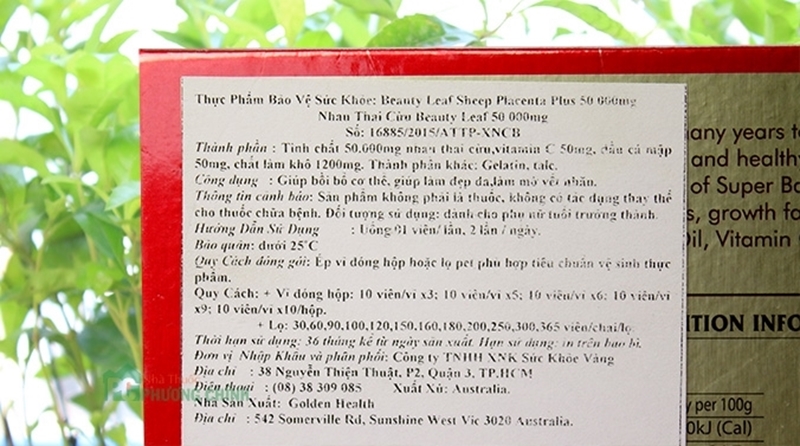 Thực Phẩm Bảo Vệ Sức Khỏe: Beauty Leaf Sheep Placenta Plus 50 000mg
Nhau Thai Cừu Beauty Leaf 50 000mg
Số: 16885/2015/ATTP-XNCB
Thành phần : Tinh chất 50.000mg nhau thai cừu,vitamin C 50mg, dầu cá mập
50mg, chất làm khô 1200mg. Thành phần khác: Gelatin, talc.
Công dụng : Giúp bồi bổ cơ thể, giúp làm đẹp da,làm mờ vết nhăn.
Thông tin cảnh báo: Sản phẩm không phải là thuốc, không có tác dụng thay thế
cho thuốc chữa bệnh. Đối tượng sử dụng: dành cho phụ nữ tuổi trưởng thành.
Hướng Dẫn Sử Dụng : Uống 01 viên/ lần, 2 lần / ngày.
Bảo quản: dưới 25°C
Quy Cách đóng gói: Ép vỉ đóng hộp hoặc lọ pet phù hợp tiêu chuẩn vệ sinh thực
phẩm.
Quy Cách: + Vỉ đóng hộp: 10 viên/vỉ x3; 10 viên/vỉ x5; 10 viên/vỉ x6; 10 viên/vỉ
x9; 10 viên/vỉ x10/hộp.
+ Lọ: 30,60,90,100,120,150,160,180,200,250,300,365 viên/chai/lọ
Thời hạn sử dụng: 36 tháng kể từ ngày sản xuất. Hạn sử dụng: in trên bao bì.
Đơn vị Nhập Khẩu và phân phối: Công ty TNHH XNK Sức Khỏe Vàng
Địa chỉ : 38 Nguyễn Thiện Thuật, P2, Quận 3, TP.HCM
Điện thoại : (08) 38 309 085 Xuất Xứ: Australia.
Nhà Sản Xuất: Golden Health
Địa chỉ : 542 Somerville Rd, Sunshine West Vic 3020 Australia.
any years to
and healthy
of Super Ba
s, growth fa
Oil, Vitamin
ITION INFO
y per 100g
0kJ (Cal)
Nhà Thuốc
PHƯƠNG CHÍNH